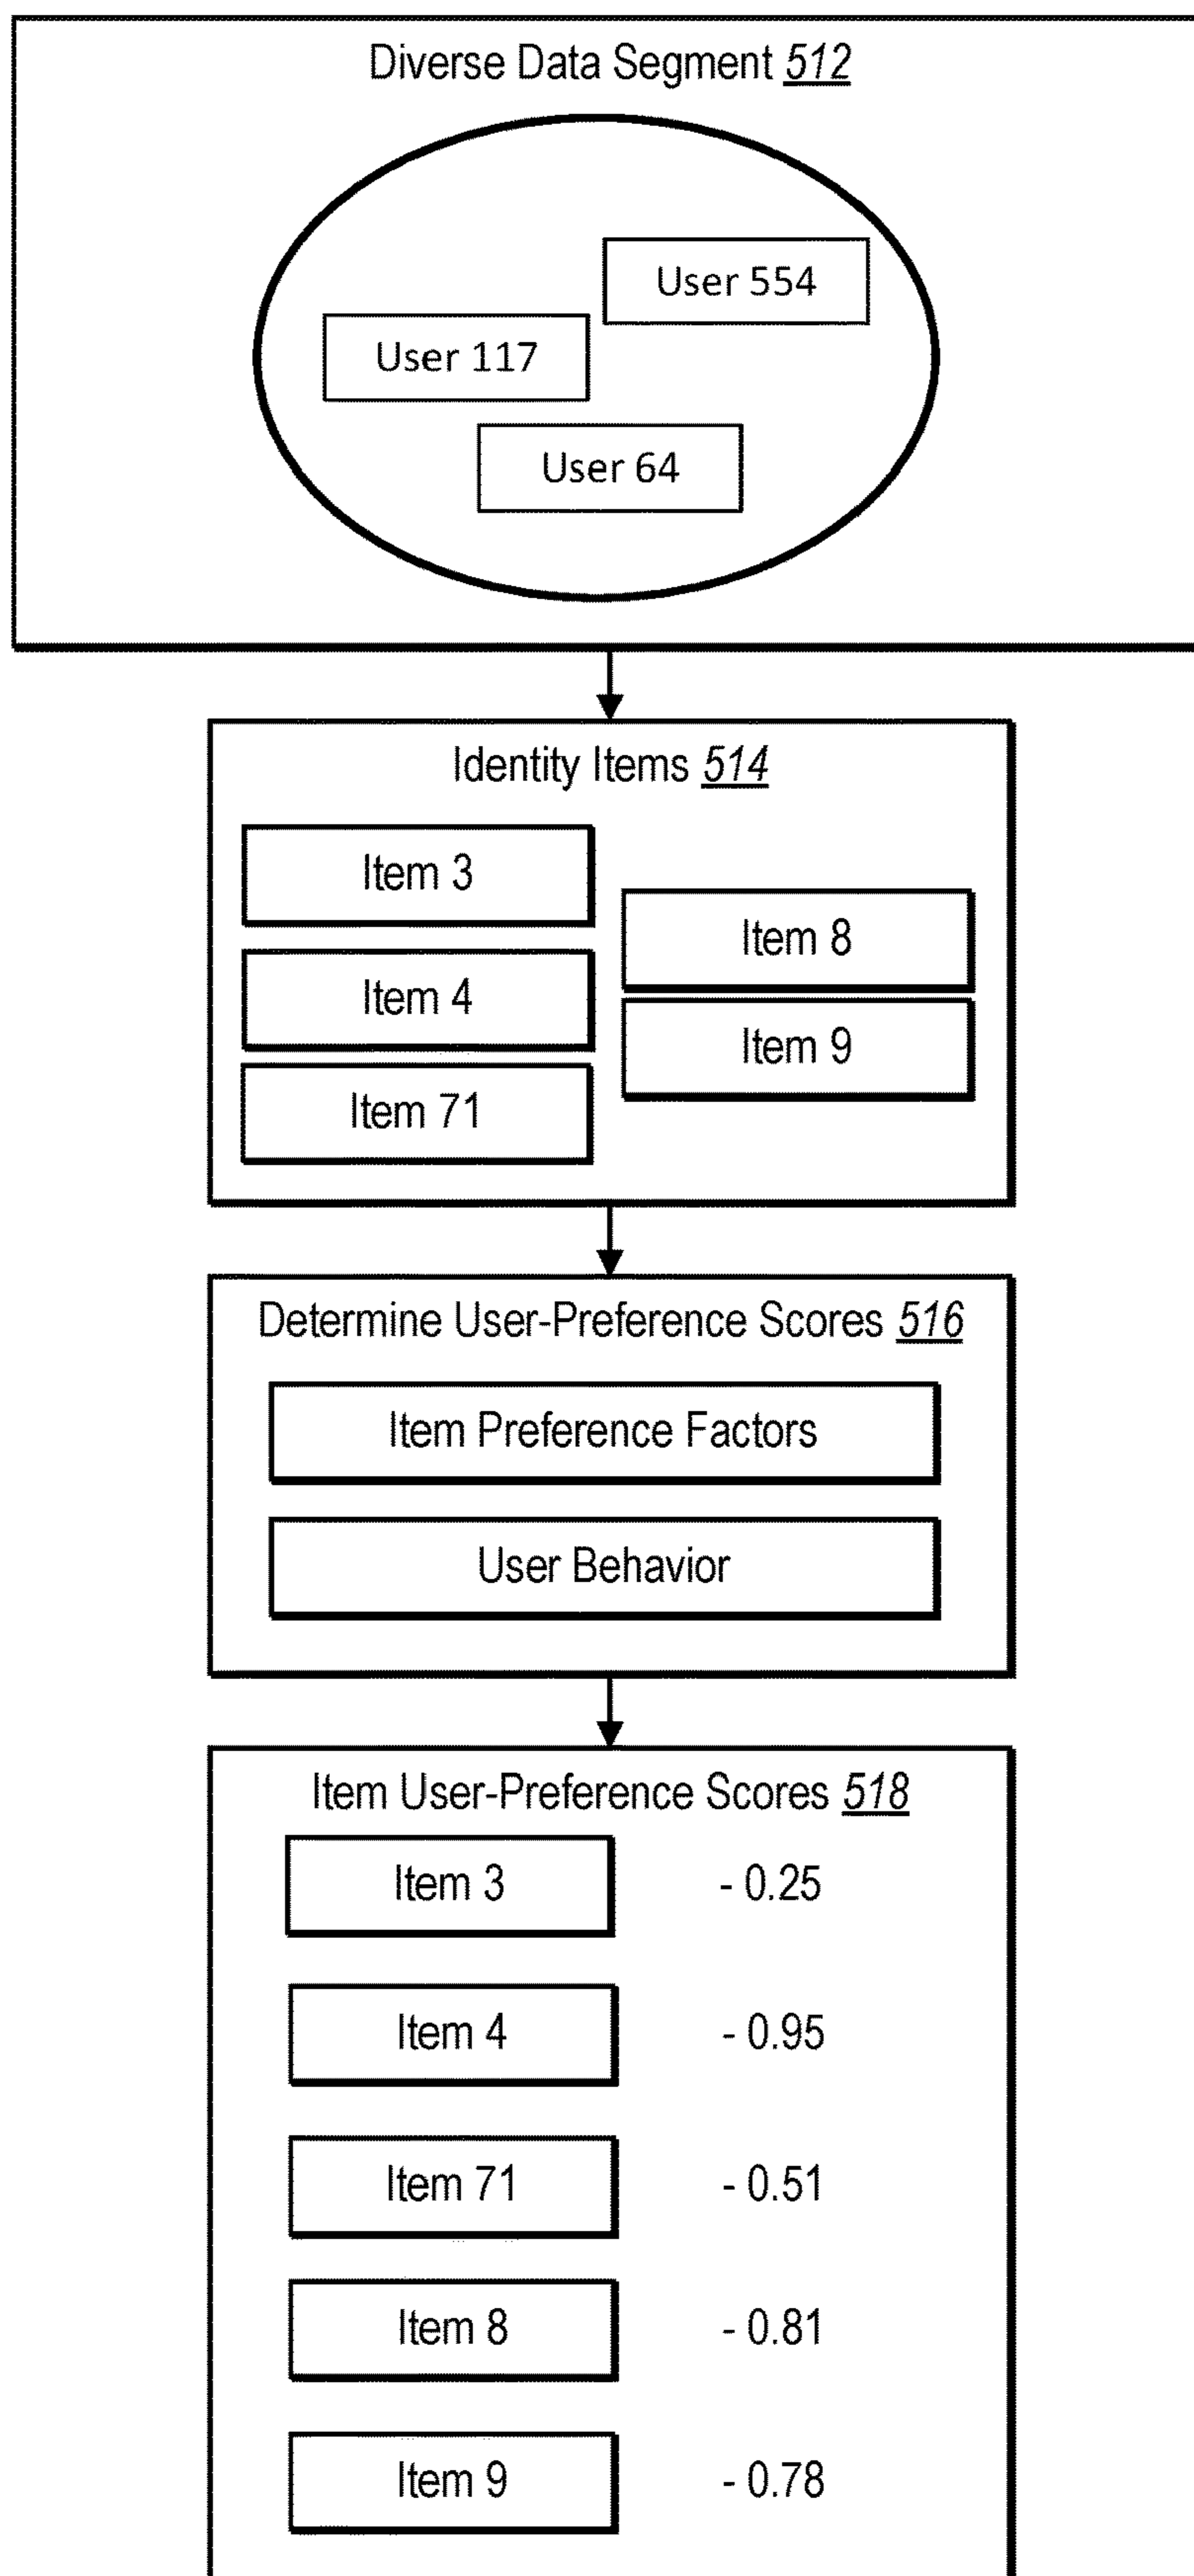 Diverse Data Segment 512
User 554
User 117
User 64
Identity Items 514
Item 3
Item 8
Item 4
Item 9
Item 71
Determine User-Preference Scores 516
Item Preference Factors
User Behavior
Item User-Preference Scores 518
Item 3 - 0.25
Item 4 - 0.95
Item 71 - 0.51
Item 8 - 0.81
Item 9 - 0.78